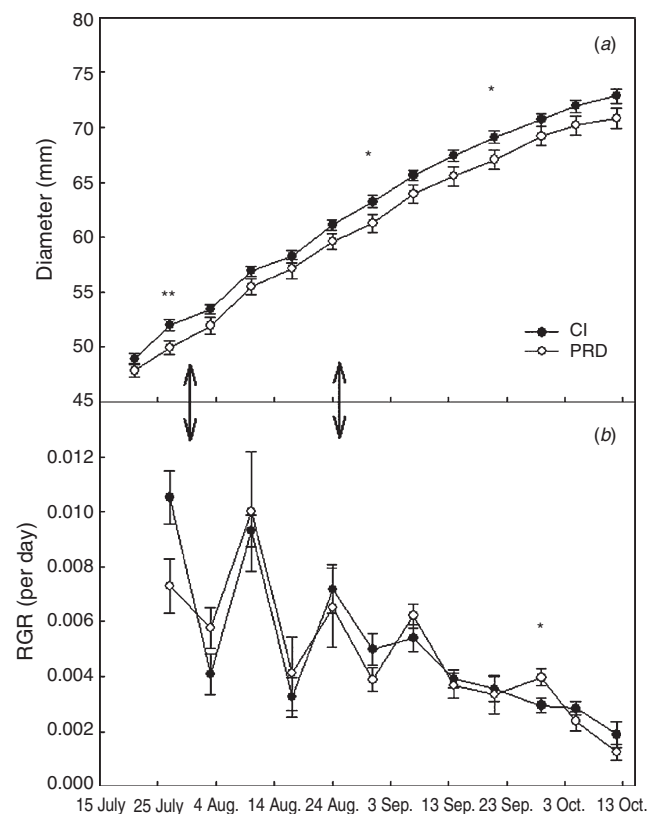 80
(a)
75
*
70
*
65
Diameter (mm)
60
55
**
50
CI
PRD
45
(b)
0.012
0.010
0.008
RGR (per day)
0.006
*
0.004
0.002
0.000
15 July 25 July 4 Aug. 14 Aug. 24 Aug. 3 Sep. 13 Sep. 23 Sep. 3 Oct. 13 Oct.